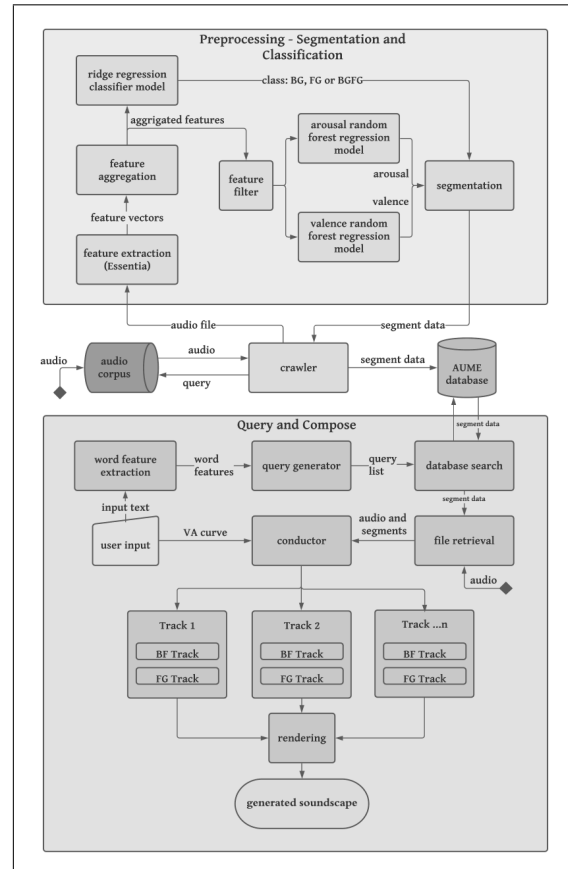 Preprocessing - Segmentation and
Classification
ridge regression
classifier model
class: BG, FG or BGFG
aggrigated features
arousal random
forest regression
model
feature
aggregation
feature
filter
arousal
valence
segmentation
feature vectors
valence random
forest regression
model
feature extraction
(Essentia)
audio file
segment data
audio
audio
corpus
audio
query
crawler
segment data
AUME
database
segment data
Query and Compose
word feature
extraction
word
features
query generator
query
list
database search
segment data
input text
user input
VA curve
conductor
audio and
segments
file retrieval
audio
Track 1
BF Track
FG Track
Track 2
BF Track
FG Track
Track ...n
BF Track
FG Track
rendering
generated soundscape